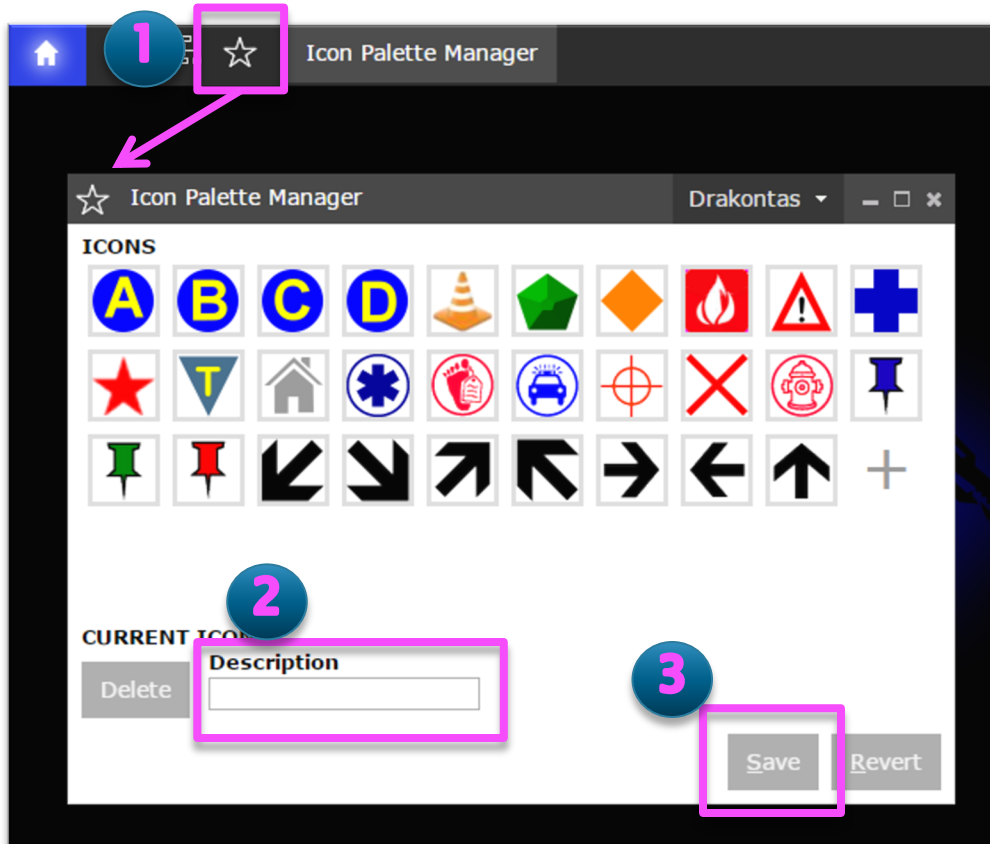 1
Icon Palette Manager
Icon Palette Manager
Drakontas
ICONS
A B C D
T
2
CURRENT ICON
Description
Delete
3
Save
Revert